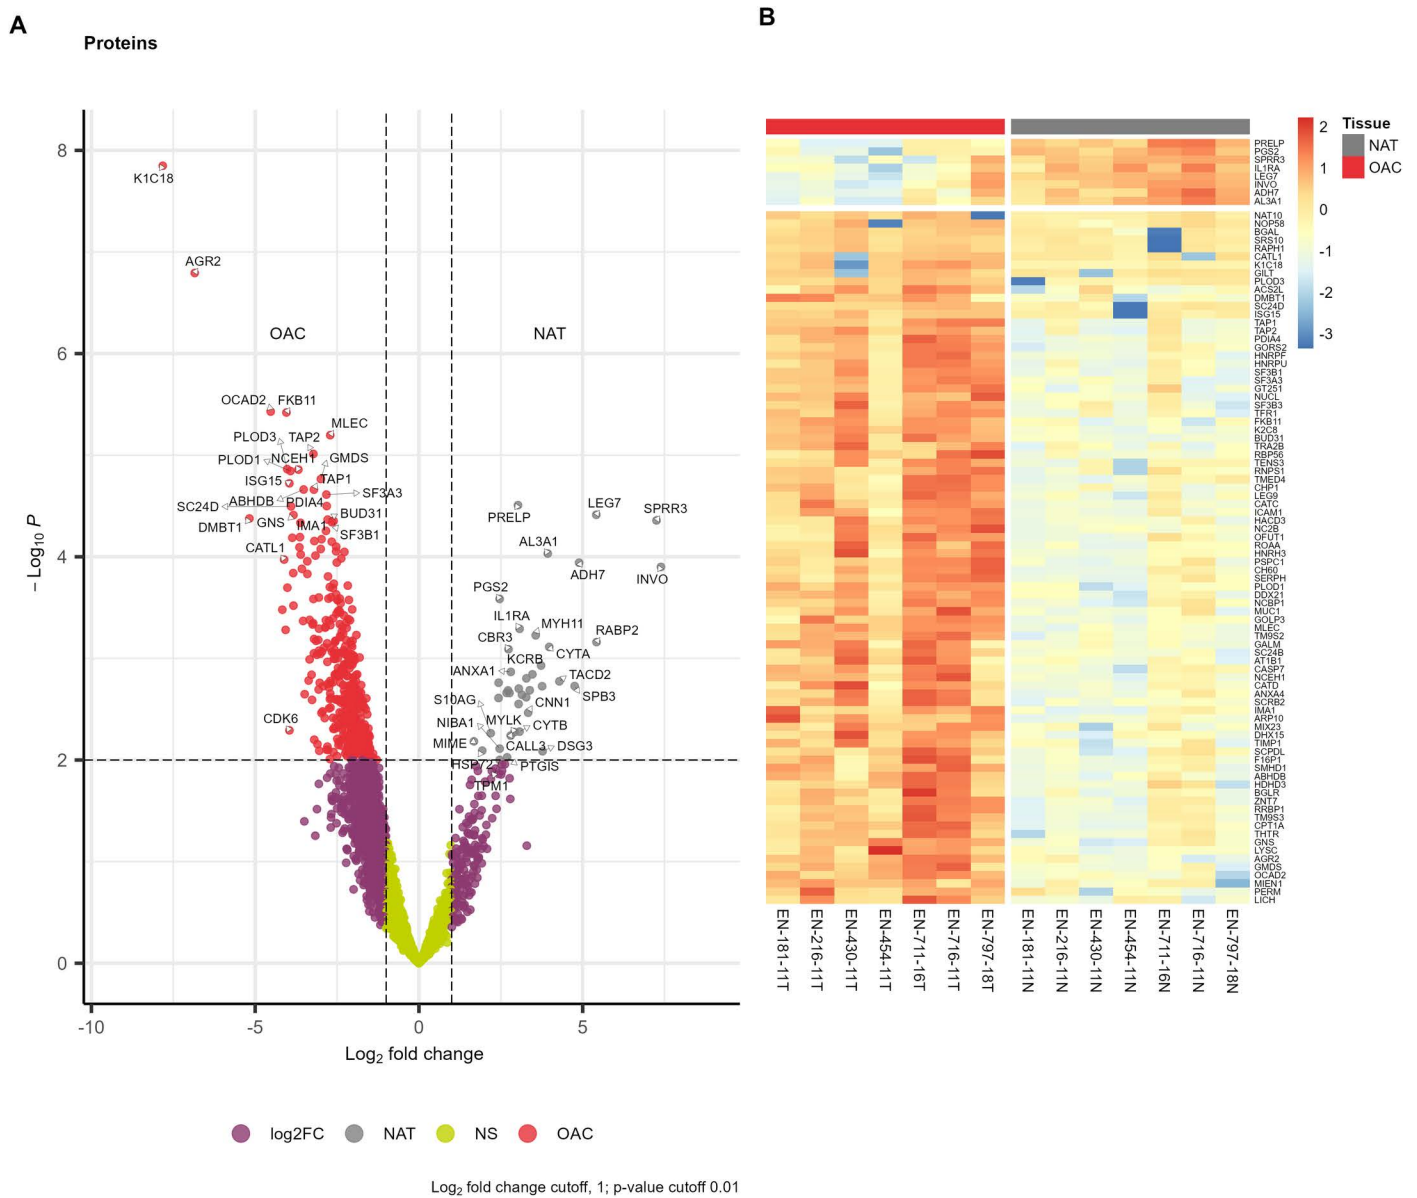 A
Proteins
8
6
4
2
0
-10
-5
0
5
− Log10 P
Log2 fold change
OAC
NAT
K1C18
AGR2
OCAD2
FKB11
MLEC
PLOD3
TAP2
PLOD1
NCEH1
GMDS
ISG15
TAP1
SF3A3
ABHDB
PDIA4
SC24D
BUD31
GNS
IMA1
DMBT1
SF3B1
CATL1
CDK6
PRELP
LEG7
SPRR3
AL3A1
ADH7
INVO
PGS2
IL1RA
MYH11
RABP2
CBR3
CYTA
KCRB
ANXA1
TACD2
SPB3
S10AG
CNN1
NIBA1
MYLK
CYTB
MIME
CALL3
DSG3
HSP72
PTGIS
TPM1
log2FC
NAT
NS
OAC
Log2 fold change cutoff, 1; p-value cutoff 0.01
B
PRELP
PGS2
SPRR3
IL1RA
LEG7
INVO
ADH7
AL3A1
NAT10
NOP58
BGAL
SRS10
RAPH1
CATL1
K1C18
GILT
PLOD3
ACS2L
DMBT1
SC24D
ISG15
TAP1
TAP2
PDIA4
GORS2
HNRPF
HNRPU
SF3B1
SF3A3
GT251
NUCL
SF3B3
TFR1
FKB11
K2C8
BUD31
TRA2B
RBP56
TENS3
RNPS1
TMED4
CHP1
LEG9
CATC
ICAM1
HACD3
NC2B
OFUT1
ROAA
HNRH3
PSPC1
CH60
SERPH
PLOD1
DDX21
NCBP1
MUC1
GOLP3
MLEC
TM9S2
GALM
SC24B
AT1B1
CASP7
NCEH1
CATD
ANXA4
SCRB2
IMA1
ARP10
MIX23
DHX15
TIMP1
SCPDL
F16P1
SMHD1
ABHDB
HDHD3
BGLR
ZNT7
RRBP1
TM9S3
CPT1A
THTR
GNS
LYSC
AGR2
GMDS
OCAD2
MIEN1
PERM
LICH
EN-181-11T
EN-216-11T
EN-430-11T
EN-454-11T
EN-711-16T
EN-716-11T
EN-797-18T
EN-181-11N
EN-216-11N
EN-430-11N
EN-454-11N
EN-711-16N
EN-716-11N
EN-797-18N
2
1
0
-1
-2
-3
Tissue
NAT
OAC